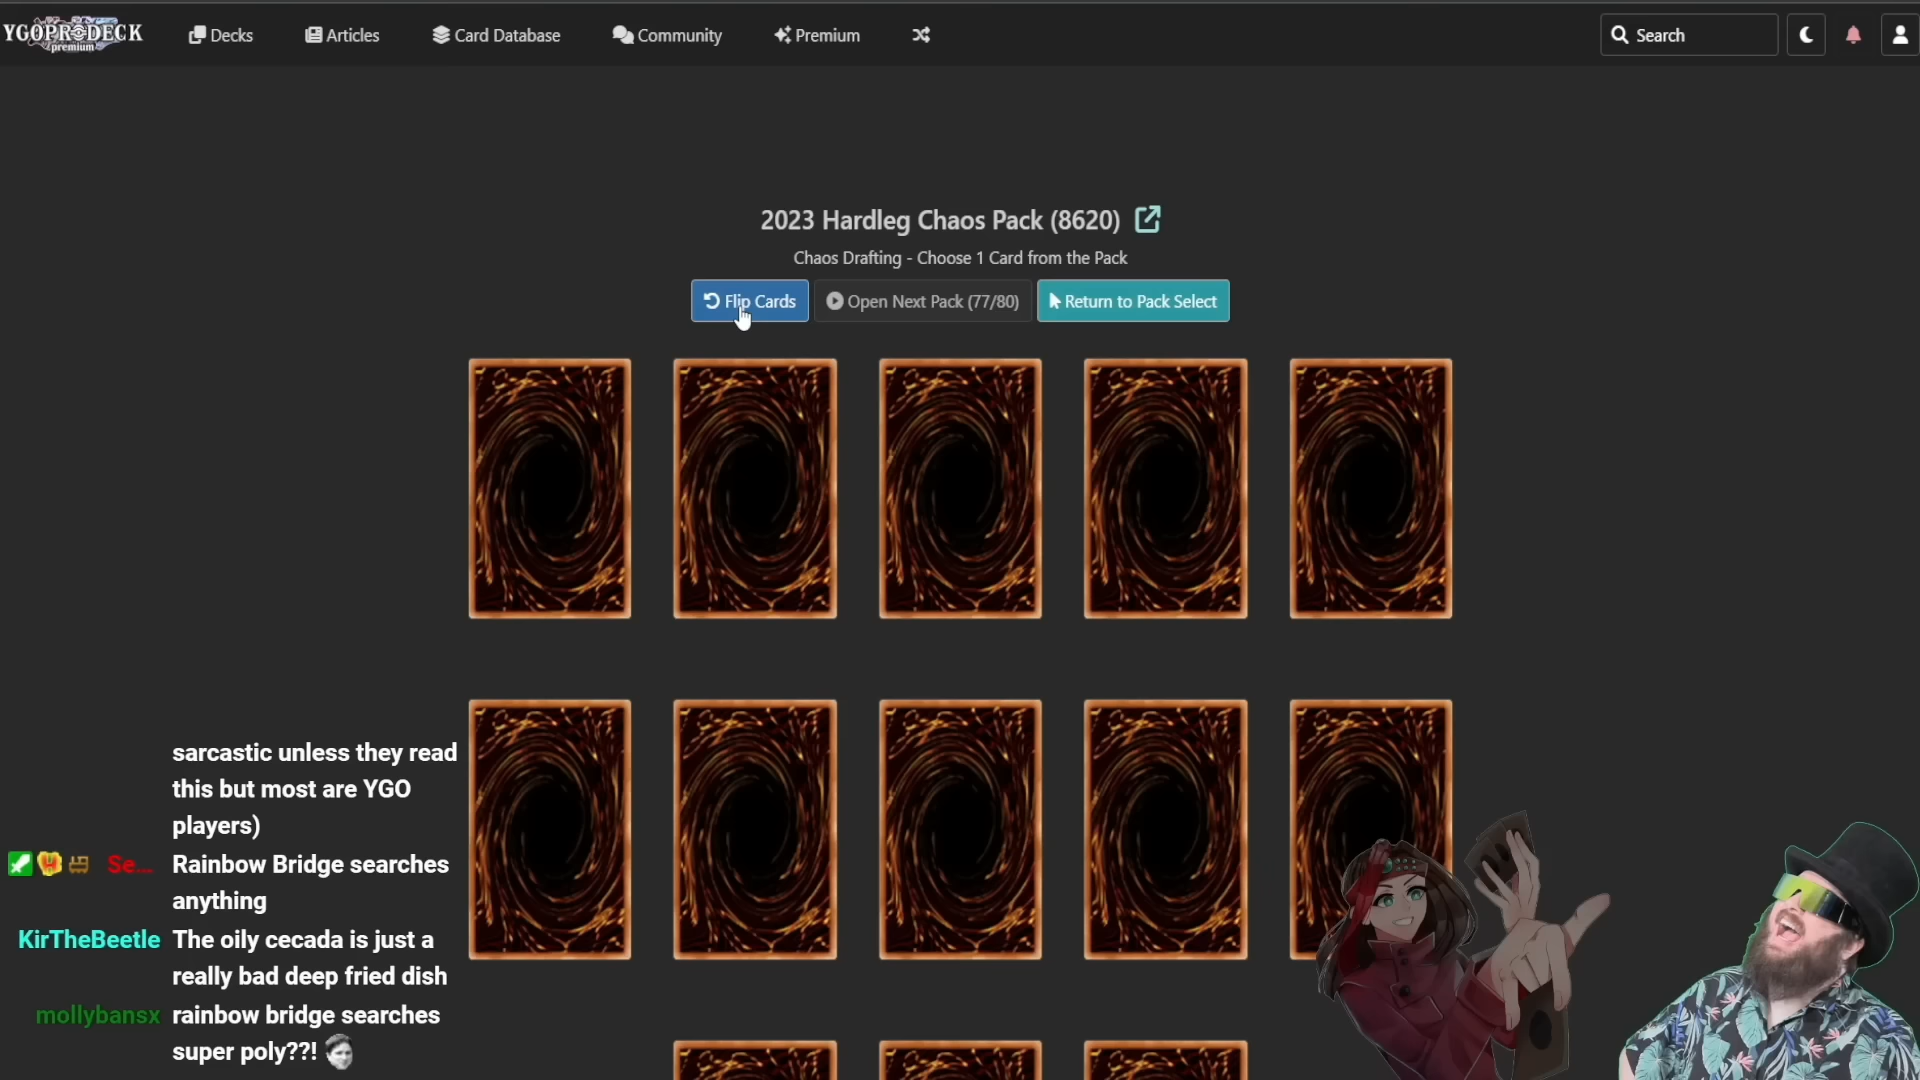 YGOPRODECK
premium
Decks
Articles
Card Database
Community
Premium
Search
2023 Hardleg Chaos Pack (8620)
Chaos Drafting - Choose 1 Card from the Pack
Flip Cards
Open Next Pack (77/80)
Return to Pack Select
sarcastic unless they read
this but most are YGO
players)
Se... Rainbow Bridge searches
anything
KirTheBeetle The oily cecada is just a
really bad deep fried dish
mollybansx rainbow bridge searches
super poly??!